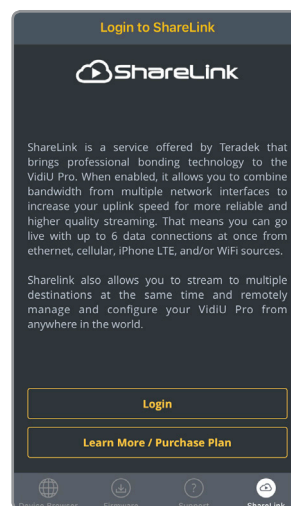 Login to ShareLink
ShareLink
ShareLink is a service offered by Teradek that
brings professional bonding technology to the
VidiU Pro. When enabled, it allows you to combine
bandwidth from multiple network interfaces to
increase your uplink speed for more reliable and
higher quality streaming. That means you can go
live with up to 6 data connections at once from
ethernet, cellular, iPhone LTE, and/or WiFi sources.
Sharelink also allows you to stream to multiple
destinations at the same time and remotely
manage and configure your VidiU Pro from
anywhere in the world.
Login
Learn More / Purchase Plan
Device Browser Firmware Support ShareLink